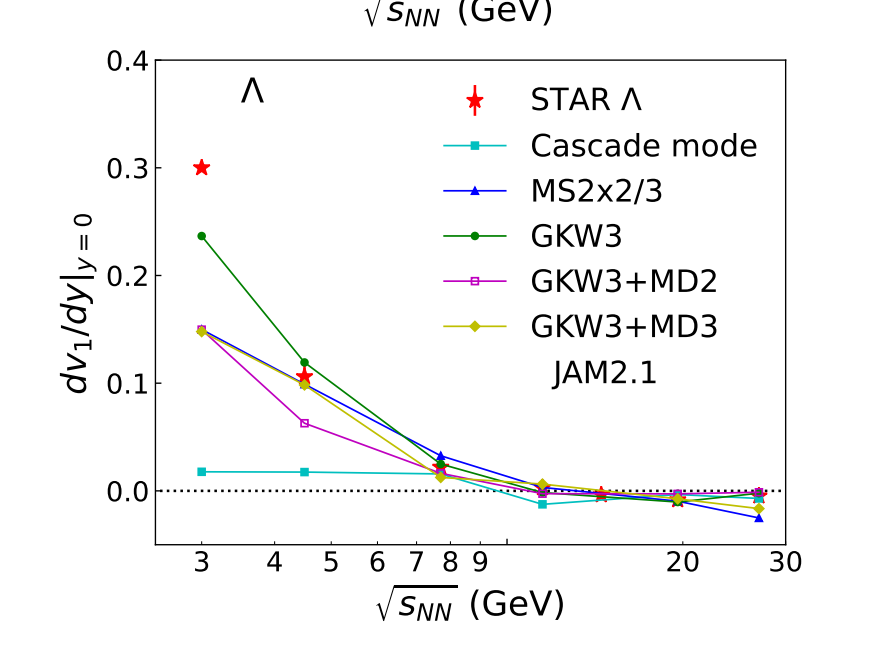 √s_NN (GeV)
0.4
Λ
STAR Λ
Cascade mode
0.3
MS2x2/3
GKW3
0.2
GKW3+MD2
GKW3+MD3
JAM2.1
0.1
0.0
dv₁/dy|y=0
3 4 5 6 7 8 9 20 30
√s_NN (GeV)